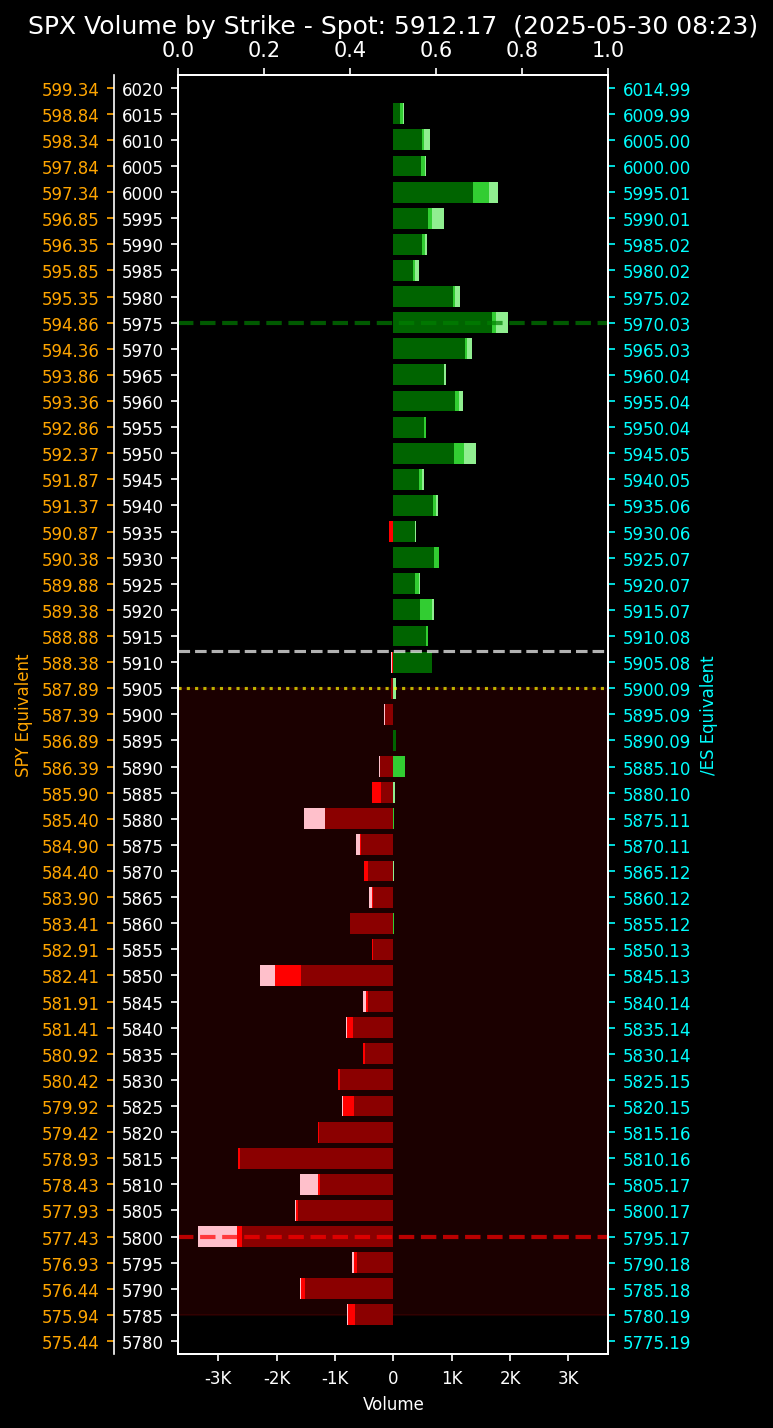 SPX Volume by Strike - Spot: 5912.17 (2025-05-30 08:23)
0.0 0.2 0.4 0.6 0.8 1.0
599.34 6020 6014.99
598.84 6015 6009.99
598.34 6010 6005.00
597.84 6005 6000.00
597.34 6000 5995.01
596.85 5995 5990.01
596.35 5990 5985.02
595.85 5985 5980.02
595.35 5980 5975.02
594.86 5975 5970.03
594.36 5970 5965.03
593.86 5965 5960.04
593.36 5960 5955.04
592.86 5955 5950.04
592.37 5950 5945.05
591.87 5945 5940.05
591.37 5940 5935.06
590.87 5935 5930.06
590.38 5930 5925.07
589.88 5925 5920.07
589.38 5920 5915.07
588.88 5915 5910.08
588.38 5910 5905.08
587.89 5905 5900.09
587.39 5900 5895.09
586.89 5895 5890.09
586.39 5890 5885.10
585.90 5885 5880.10
585.40 5880 5875.11
584.90 5875 5870.11
584.40 5870 5865.12
583.90 5865 5860.12
583.41 5860 5855.12
582.91 5855 5850.13
582.41 5850 5845.13
581.91 5845 5840.14
581.41 5840 5835.14
580.92 5835 5830.14
580.42 5830 5825.15
579.92 5825 5820.15
579.42 5820 5815.16
578.93 5815 5810.16
578.43 5810 5805.17
577.93 5805 5800.17
577.43 5800 5795.17
576.93 5795 5790.18
576.44 5790 5785.18
575.94 5785 5780.19
575.44 5780 5775.19
SPY Equivalent
/ES Equivalent
-3K -2K -1K 0 1K 2K 3K
Volume